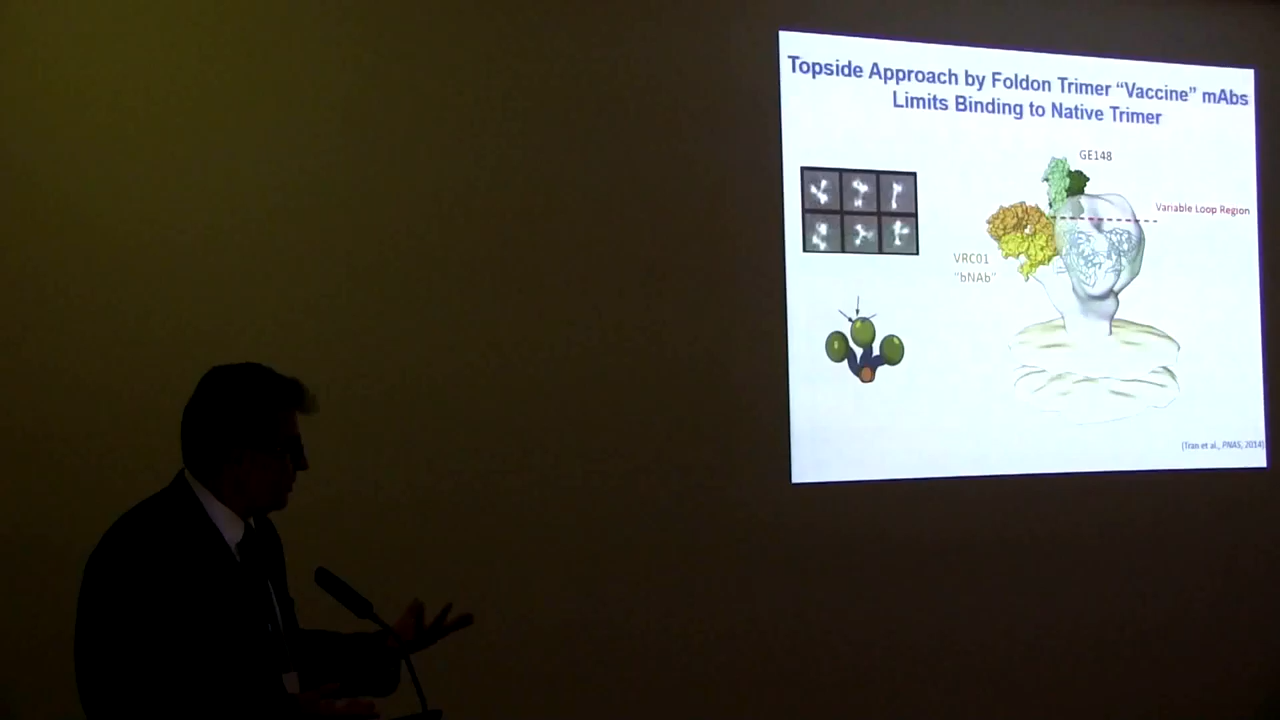 Topside Approach by Foldon Trimer “Vaccine” mAbs
Limits Binding to Native Trimer
GE148
Variable Loop Region
VRC01
“bNAb”
(Tran et al., PNAS, 2014)